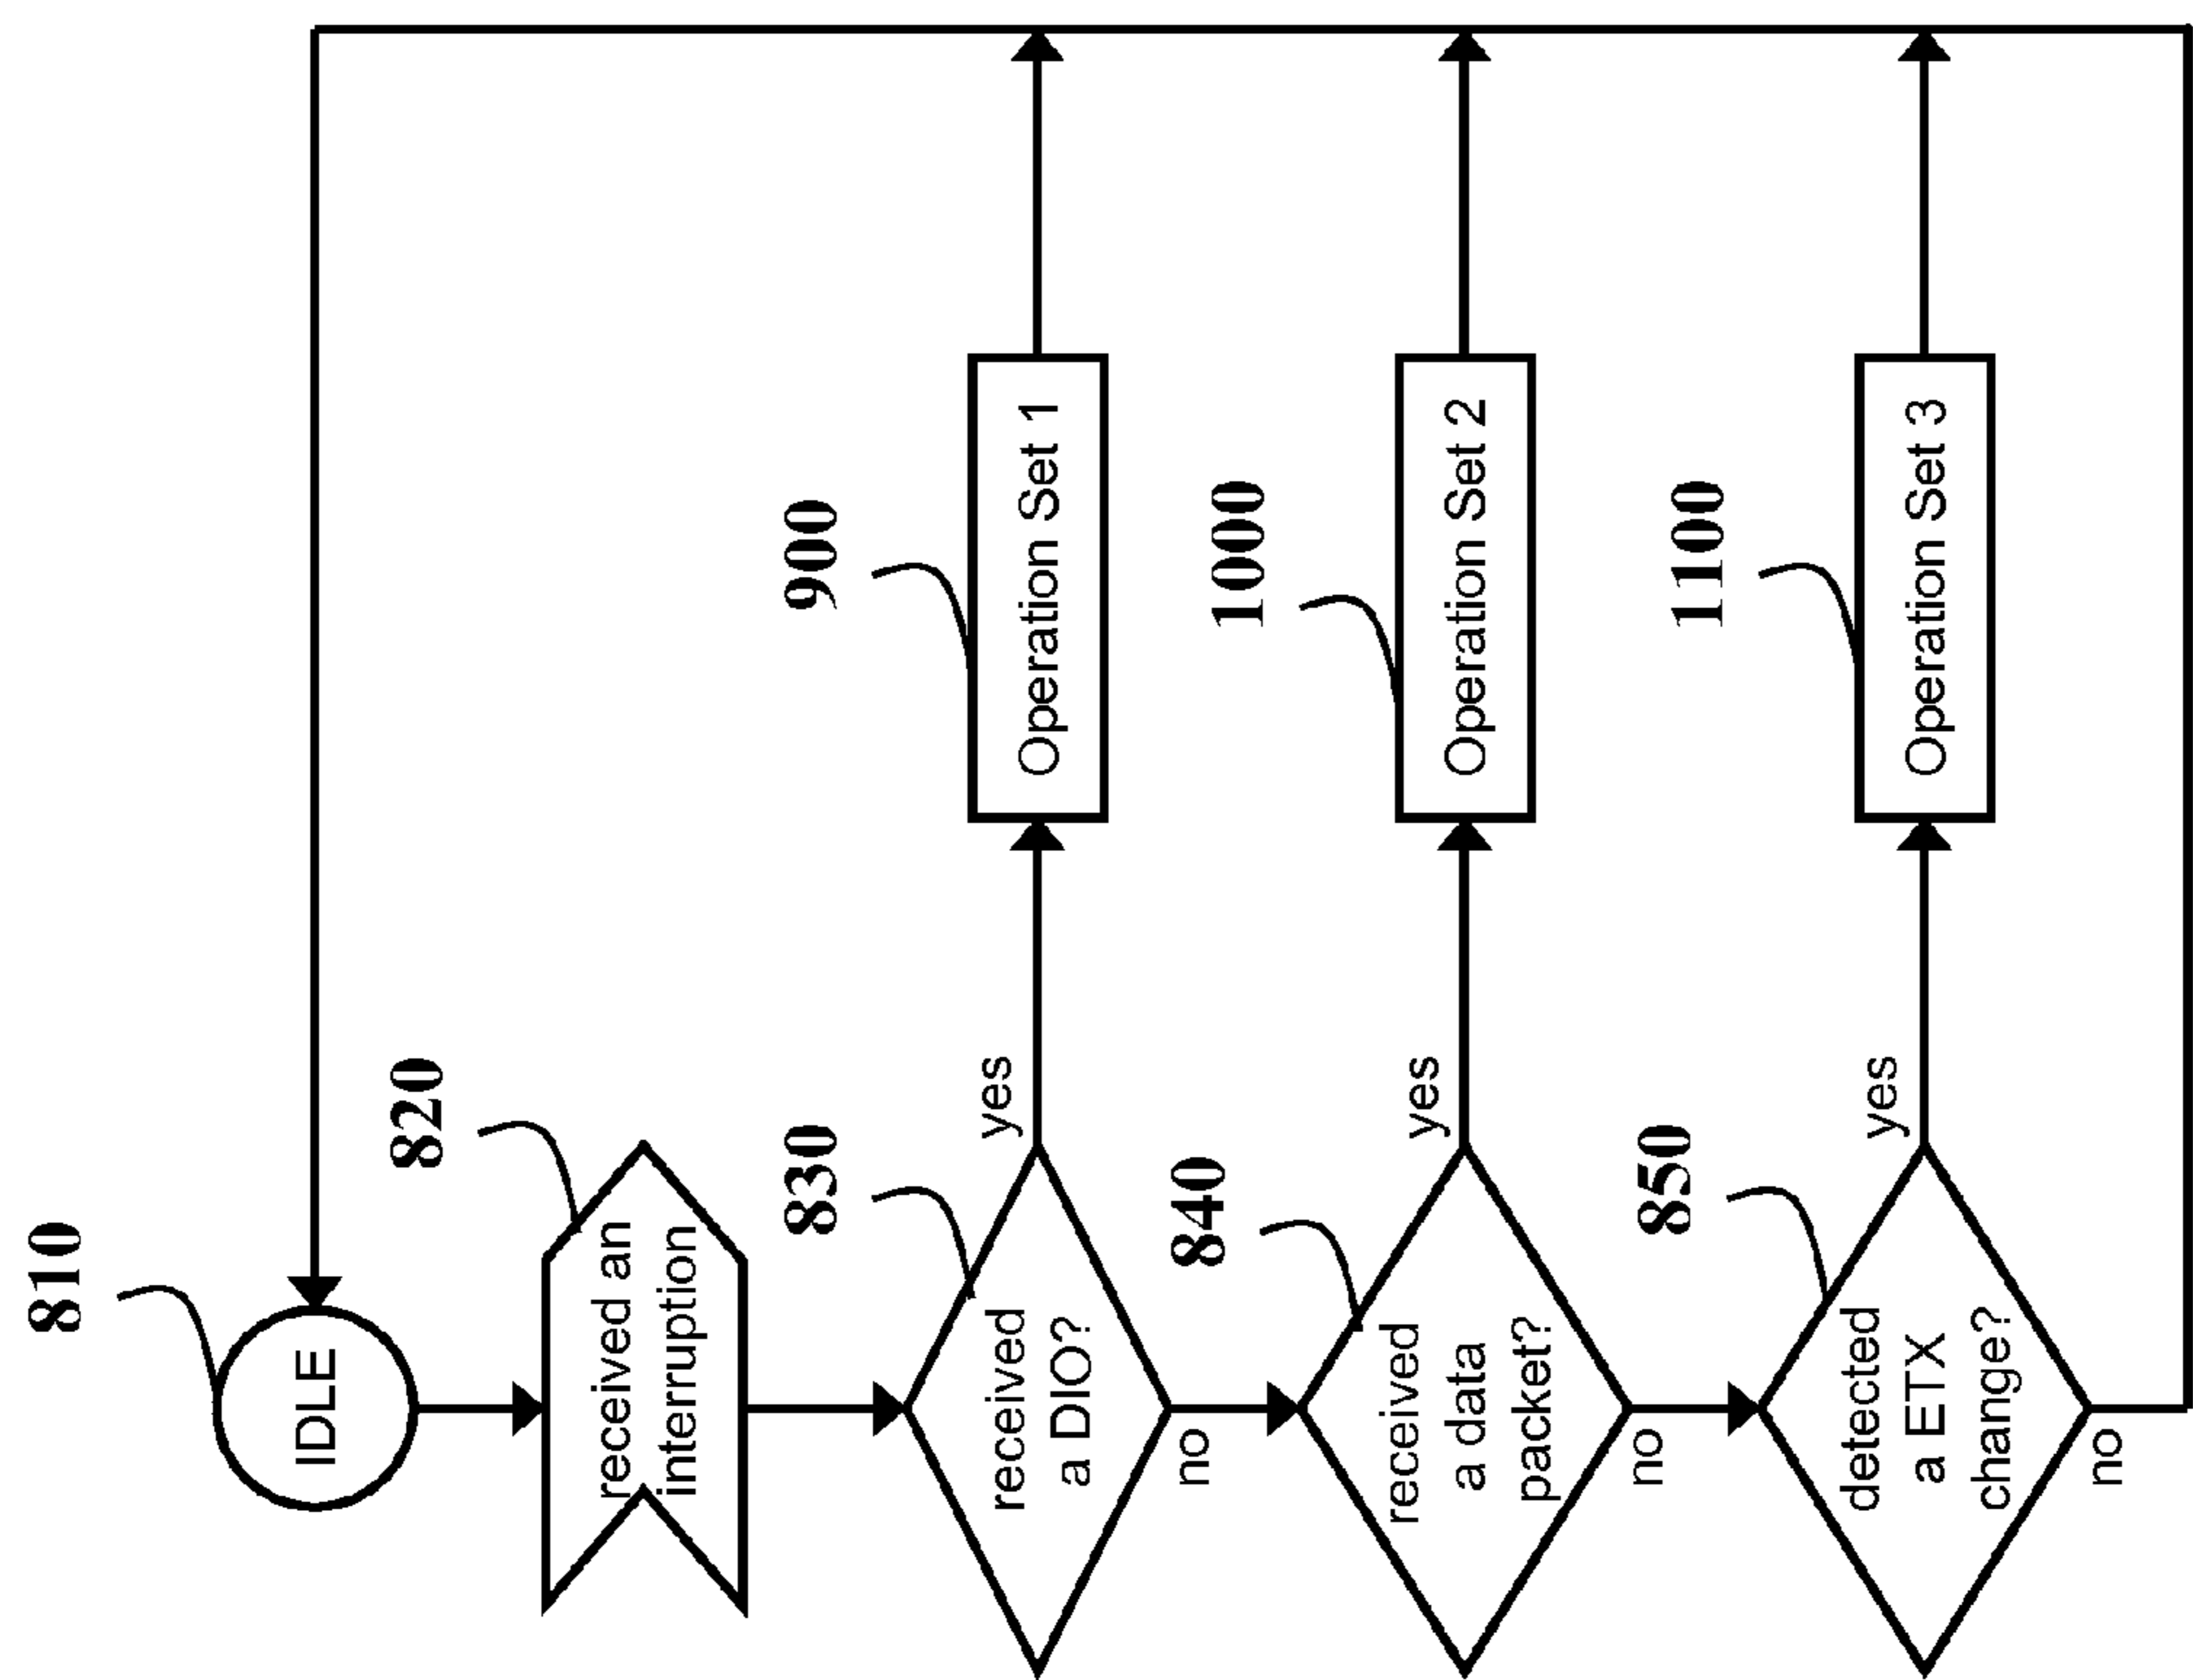 810
IDLE
820
received an
interruption
830
received
a DIO?
yes
no
900
Operation Set 1
840
received
a data
packet?
yes
no
1000
Operation Set 2
850
detected
a ETX
change?
yes
no
1100
Operation Set 3